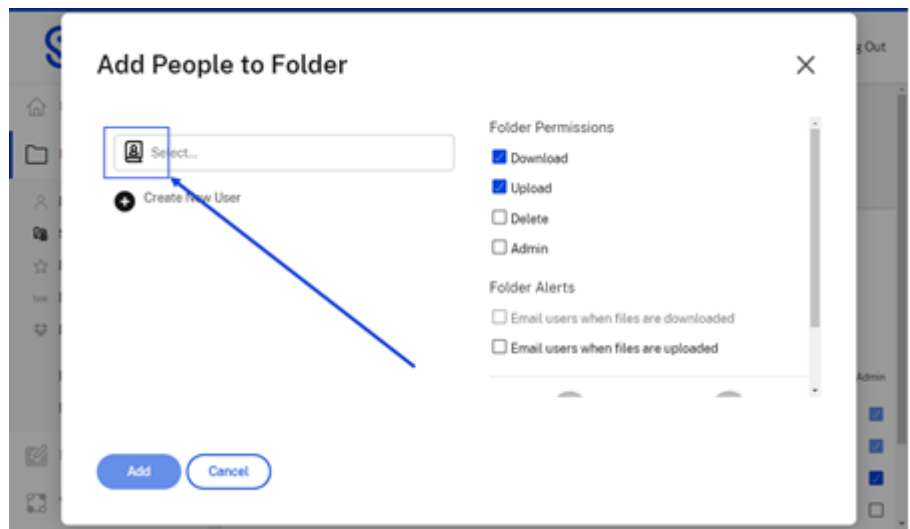 Add People to Folder
Out
Select...
Create New User
Folder Permissions
Download
Upload
Delete
Admin
Folder Alerts
Email users when files are downloaded
Email users when files are uploaded
Admin
Add
Cancel